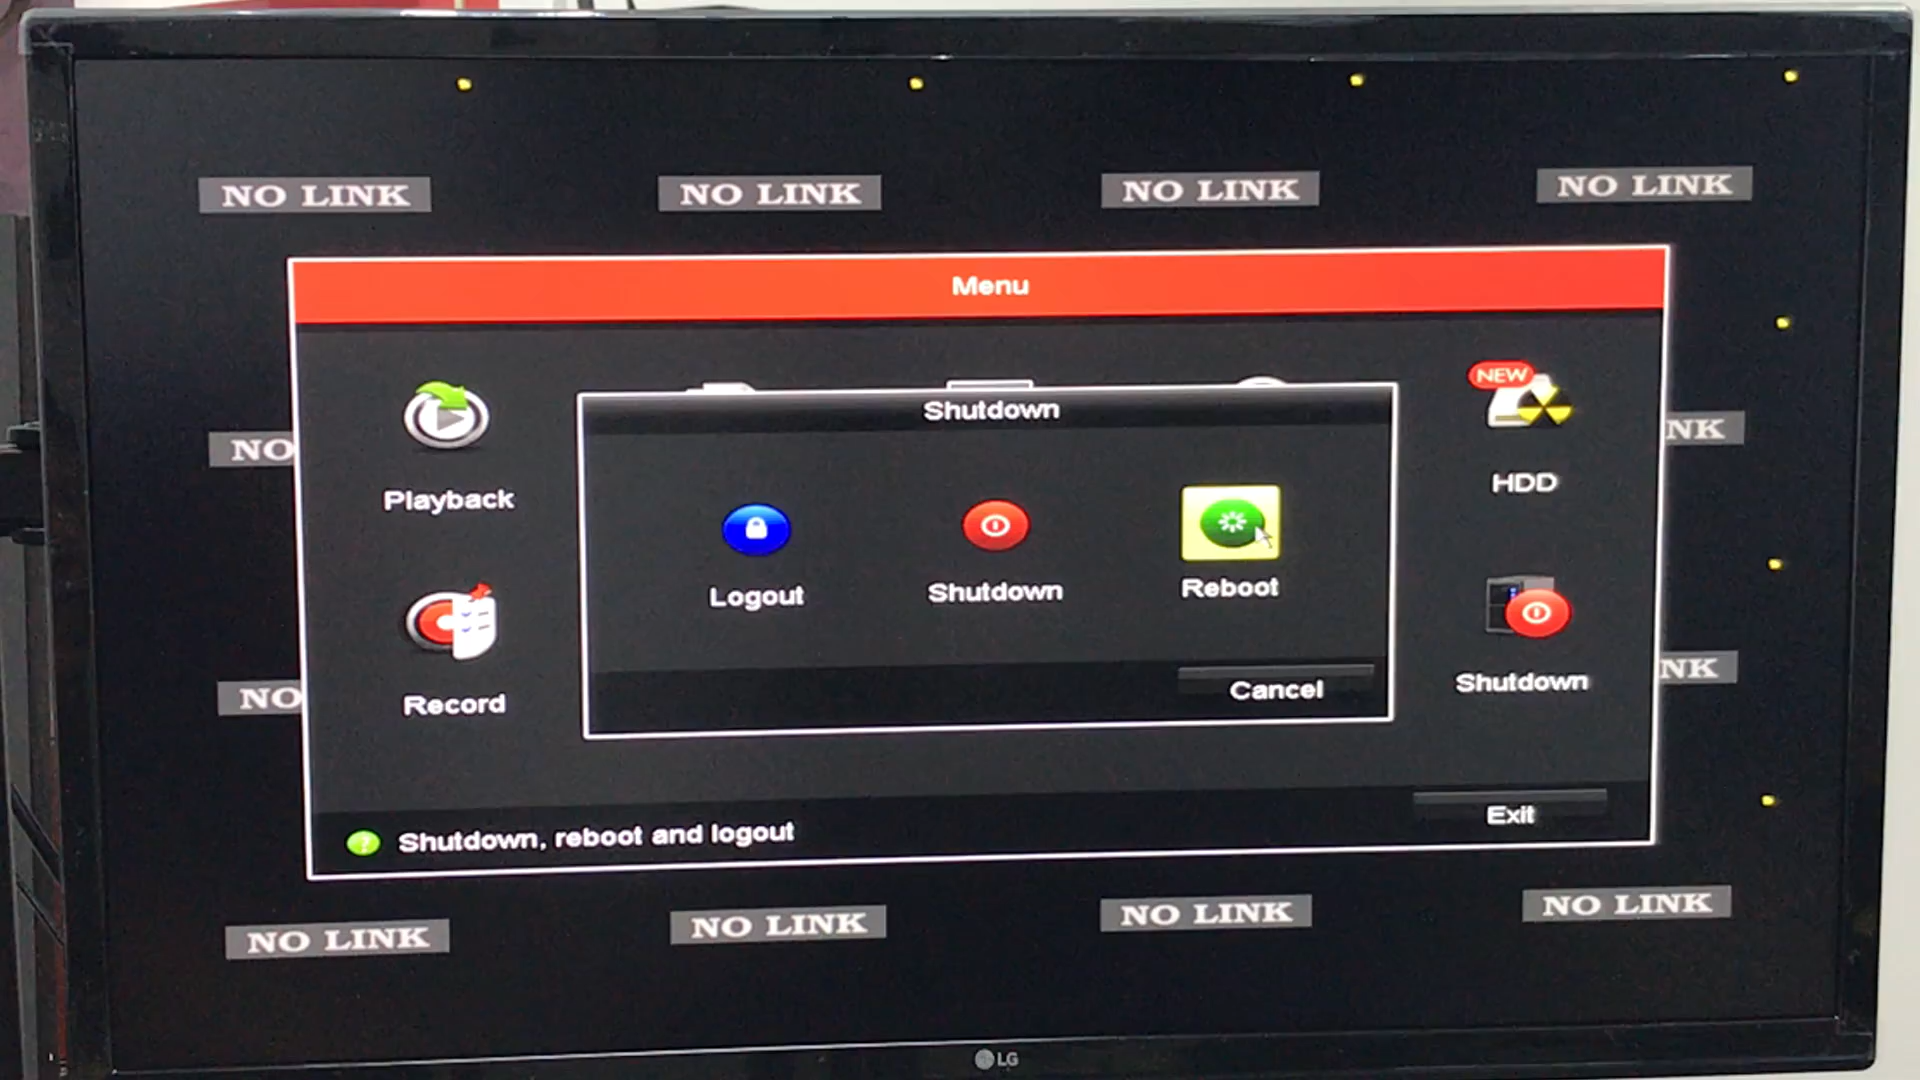 NO LINK
NO LINK
NO LINK
NO LINK
Menu
NEW
Shutdown
NO
NK
HDD
Playback
Logout
Shutdown
Reboot
NO
NK
Record
Cancel
Shutdown
Exit
Shutdown, reboot and logout
NO LINK
NO LINK
NO LINK
NO LINK
LG